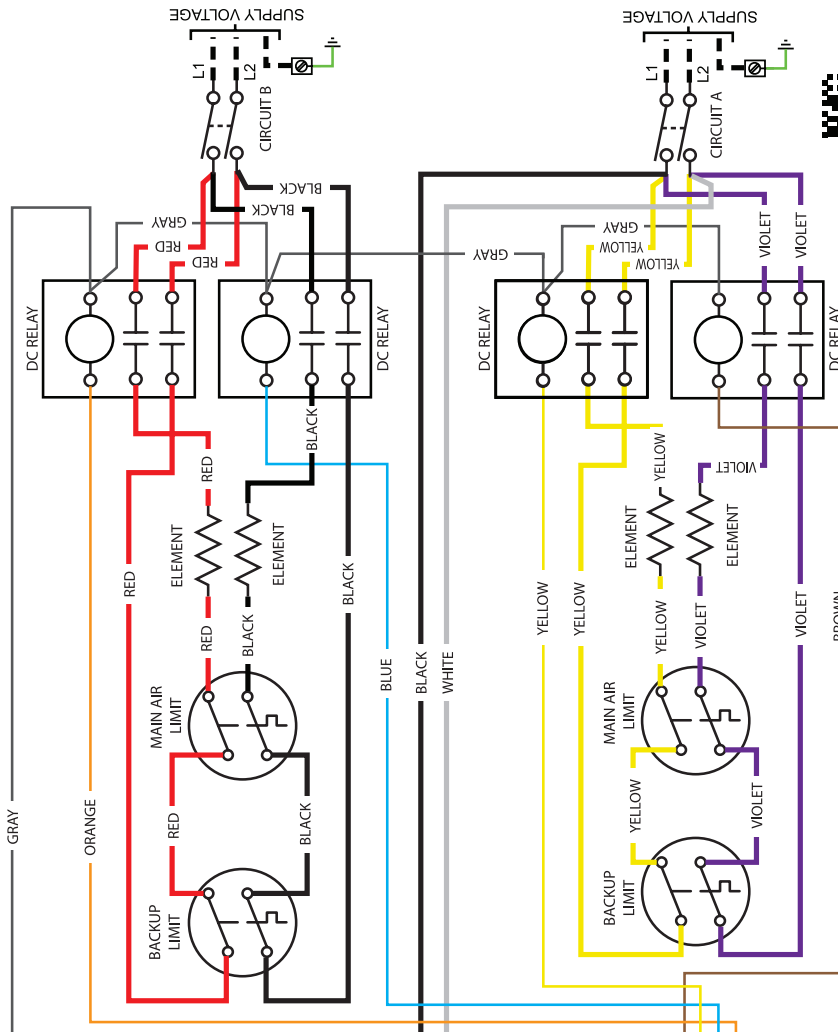 SUPPLY VOLTAGE
SUPPLY VOLTAGE
L1
L2
L1
L2
CIRCUIT B
CIRCUIT A
BLACK
BLACK
GRAY
RED
RED
GRAY
GRAY
YELLOW
YELLOW
VIOLET
VIOLET
DC RELAY
DC RELAY
DC RELAY
DC RELAY
BLACK
RED
YELLOW
VIOLET
ELEMENT
ELEMENT
ELEMENT
ELEMENT
RED
BLACK
YELLOW
YELLOW
RED
BLACK
YELLOW
VIOLET
VIOLET
BROWN
BLUE
BLACK
WHITE
MAIN AIR
LIMIT
MAIN AIR
LIMIT
GRAY
ORANGE
RED
BLACK
YELLOW
VIOLET
BACKUP
LIMIT
BACKUP
LIMIT